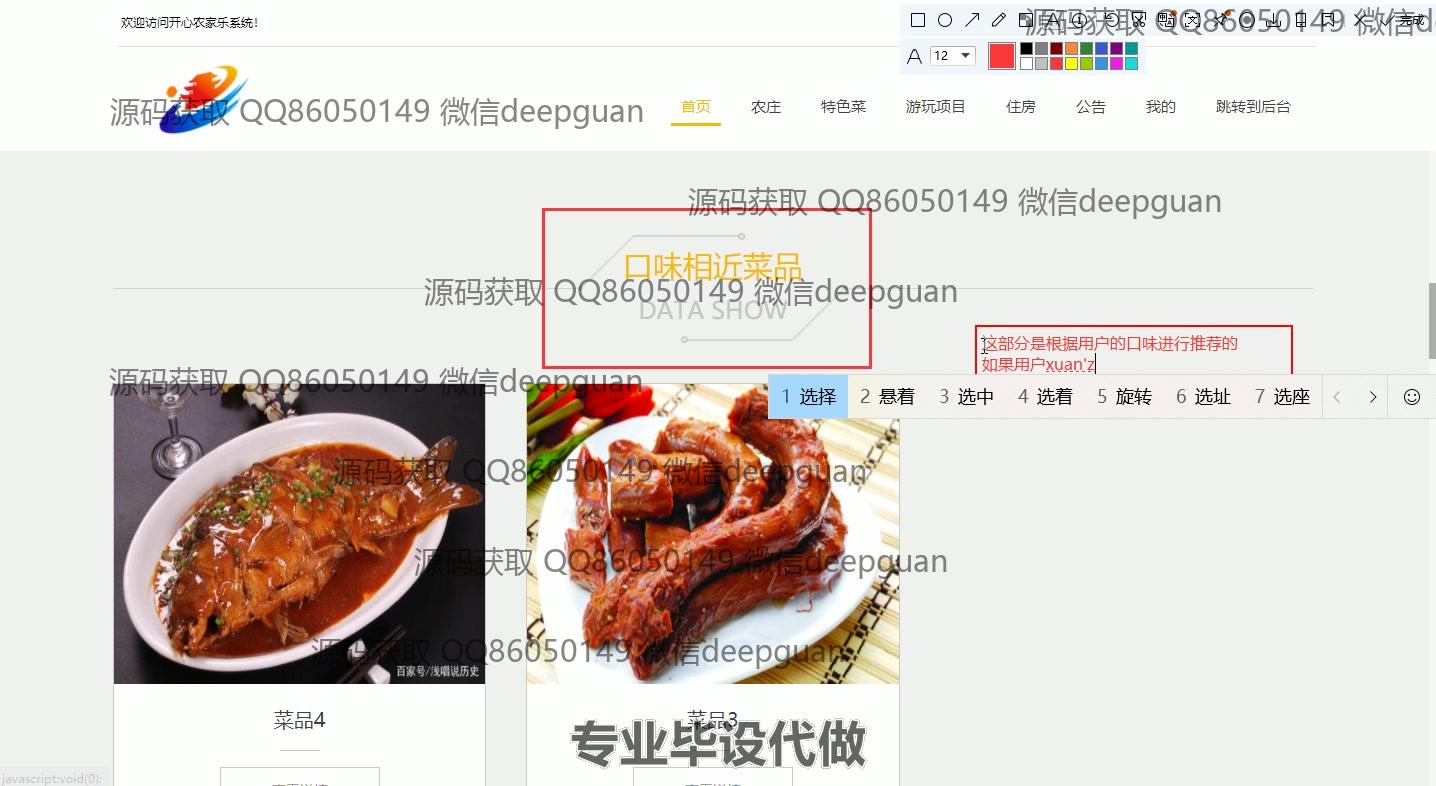 欢迎访问开心农家乐系统!
源码获取 QQ86050149 微信d
完成
12
源码获取 QQ86050149 微信deepguan
首页 农庄 特色菜 游玩项目 住房 公告 我的 跳转到后台
源码获取 QQ86050149 微信deepguan
口味相近菜品
源码获取 QQ86050149 微信deepguan
DATA SHOW
这部分是根据用户的口味进行推荐的
如果用户xuan'z
源码获取 QQ86050149 微信deepguan
1 选择 2 悬着 3 选中 4 选着 5 旋转 6 选址 7 选座
源码获取 QQ86050149 微信deepguan
源码获取 QQ86050149 微信deepguan
源码获取 QQ86050149 微信deepguan
百家号/浅唱说历史
菜品4
菜品3
专业毕设代做
javascript:void(0);